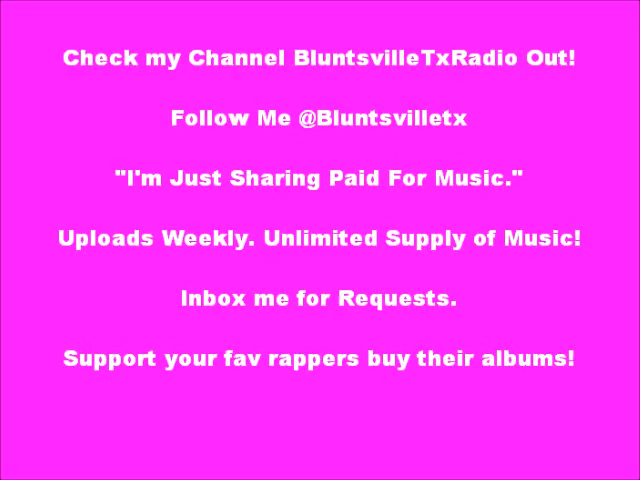 Check my Channel BluntsvilleTxRadio Out!
Follow Me @Bluntsvilletx
"I'm Just Sharing Paid For Music."
Uploads Weekly. Unlimited Supply of Music!
Inbox me for Requests.
Support your fav rappers buy their albums!